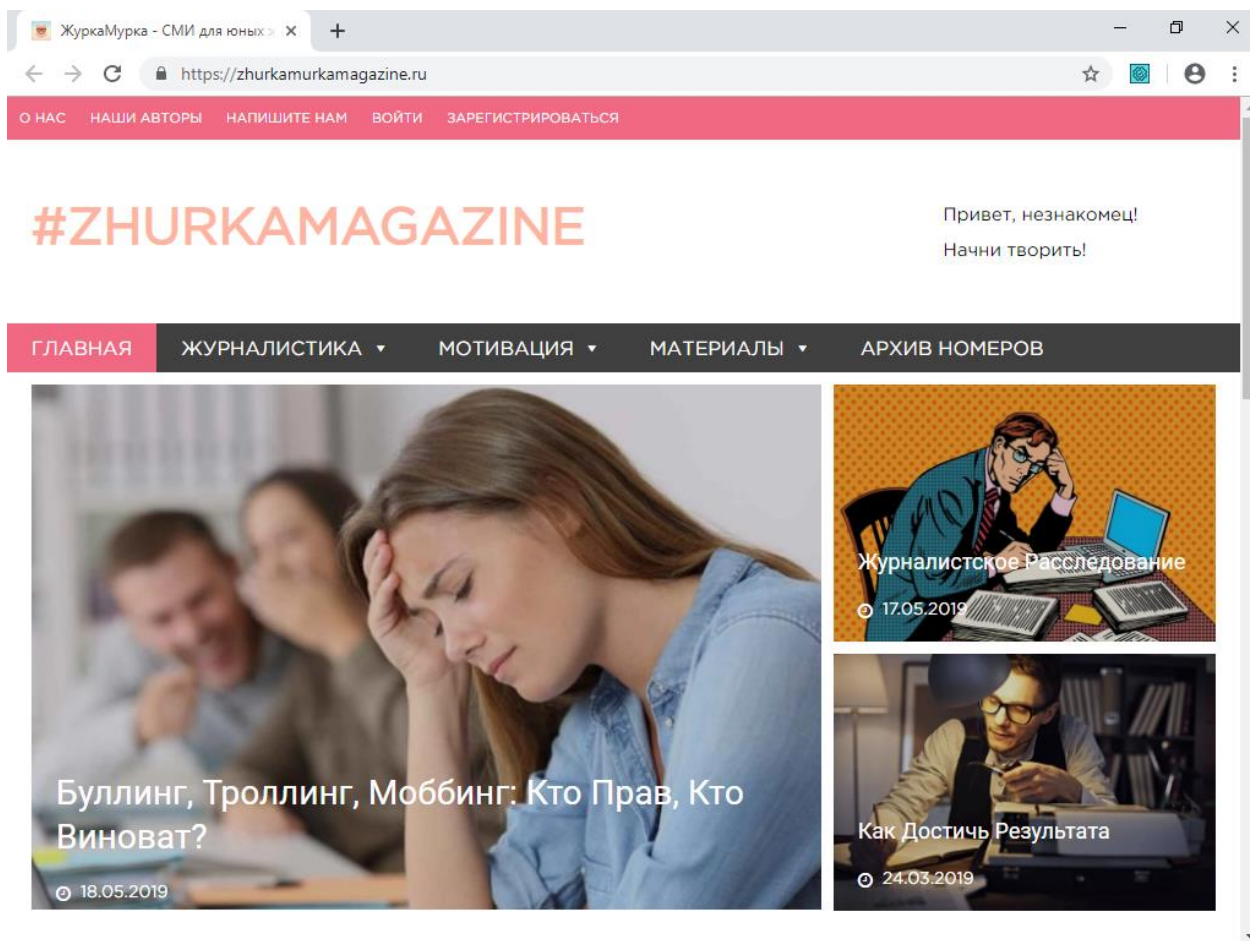 ЖуркаМурка - СМИ для юных
https://zhurkamurkamagazine.ru
О НАС НАШИ АВТОРЫ НАПИШИТЕ НАМ ВОЙТИ ЗАРЕГИСТРИРОВАТЬСЯ
#ZHURKAMAGAZINE
Привет, незнакомец!
Начни творить!
ГЛАВНАЯ ЖУРНАЛИСТИКА МОТИВАЦИЯ МАТЕРИАЛЫ АРХИВ НОМЕРОВ
Буллинг, Троллинг, Моббинг: Кто Прав, Кто
Виноват?
18.05.2019
Журналистское Расследование
17.05.2019
Как Достичь Результата
24.03.2019